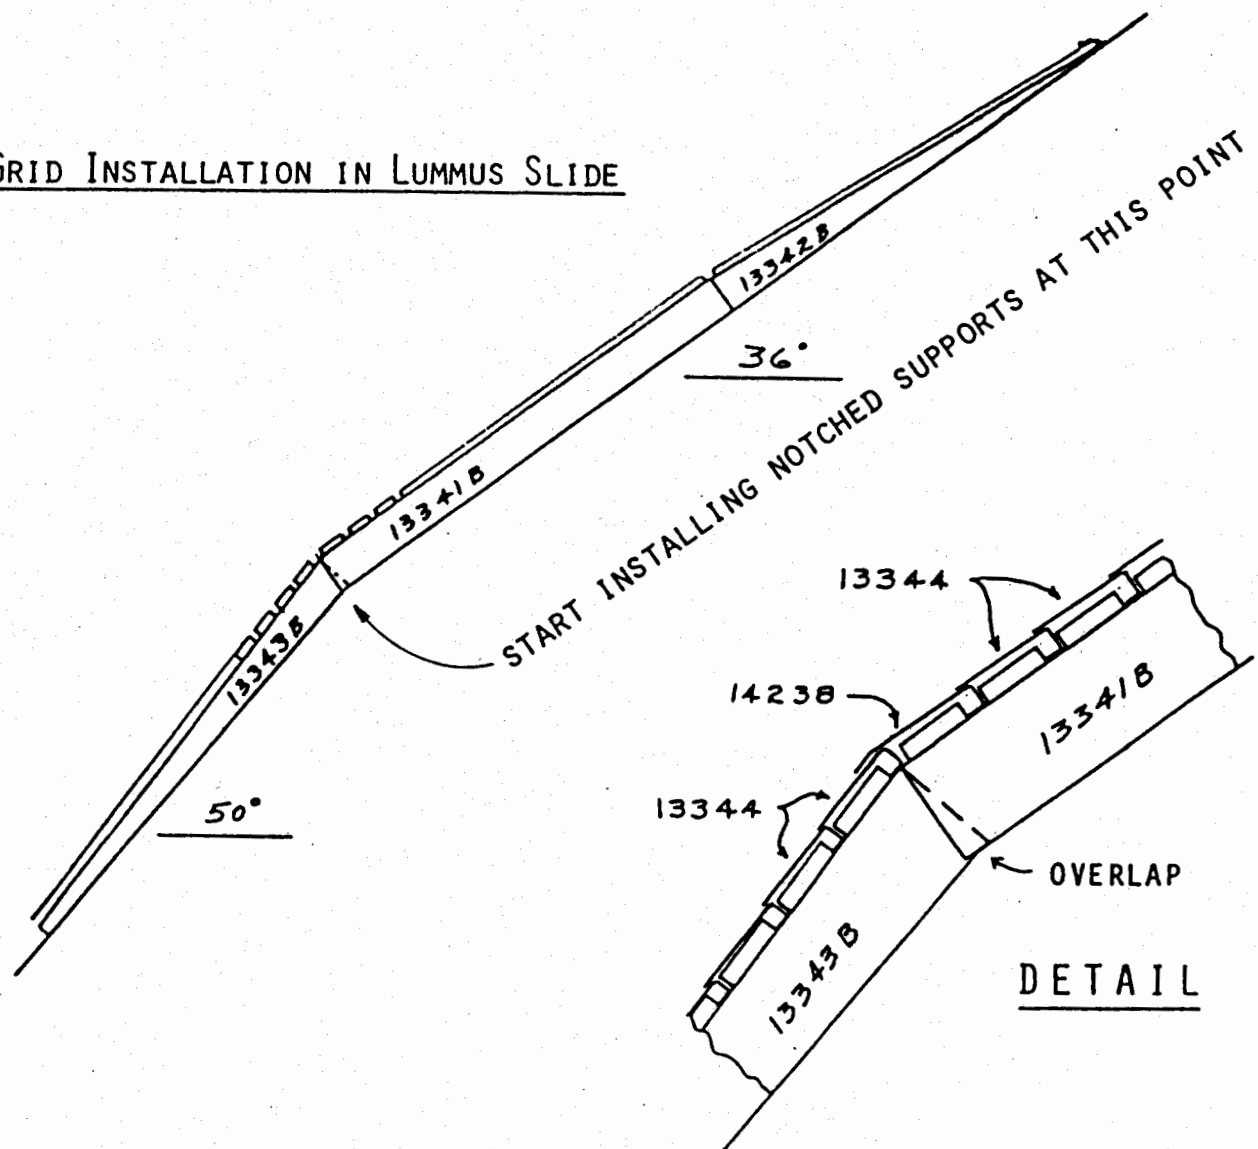 GRID INSTALLATION IN LUMMUS SLIDE
13342B
36°
START INSTALLING NOTCHED SUPPORTS AT THIS POINT
13341B
13343B
50°
13344
14238
13341B
13344
OVERLAP
13343B
DETAIL